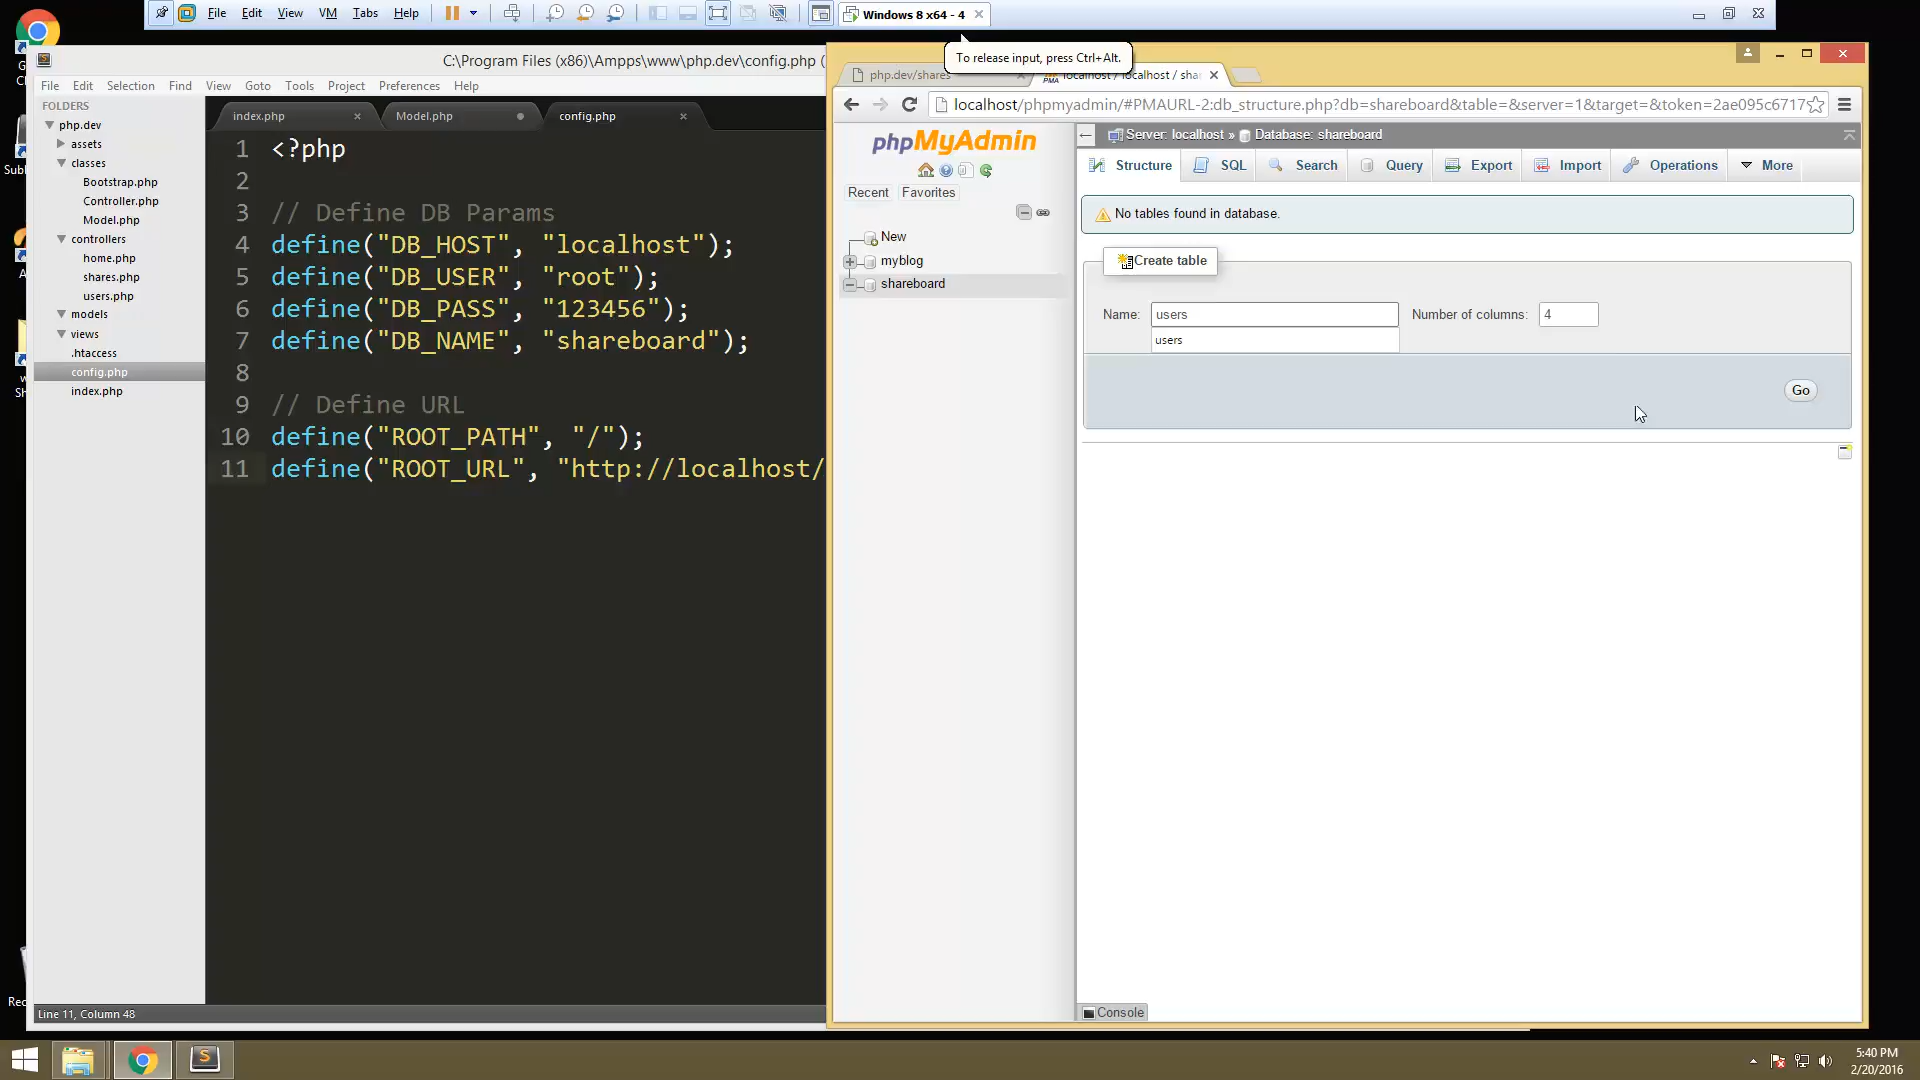 File Edit View VM Tabs Help
Windows 8 x64 - 4
To release input, press Ctrl+Alt.
C:\Program Files (x86)\Ampps\www\php.dev\config.php (
File Edit Selection Find View Goto Tools Project Preferences Help
FOLDERS
php.dev
assets
classes
Bootstrap.php
Controller.php
Model.php
controllers
home.php
shares.php
users.php
models
views
.htaccess
config.php
index.php
index.php
Model.php
config.php
1 <?php
2
3 // Define DB Params
4 define("DB_HOST", "localhost");
5 define("DB_USER", "root");
6 define("DB_PASS", "123456");
7 define("DB_NAME", "shareboard");
8
9 // Define URL
10 define("ROOT_PATH", "/");
11 define("ROOT_URL", "http://localhost/
Line 11, Column 48
php.dev/shares
localhost / localhost / sha
localhost/phpmyadmin/#PMAURL-2:db_structure.php?db=shareboard&table=&server=1&target=&token=2ae095c6717
phpMyAdmin
Recent Favorites
New
myblog
shareboard
Server: localhost » Database: shareboard
Structure SQL Search Query Export Import Operations More
No tables found in database.
Create table
Name: users Number of columns: 4
users
Go
Console
5:40 PM
2/20/2016